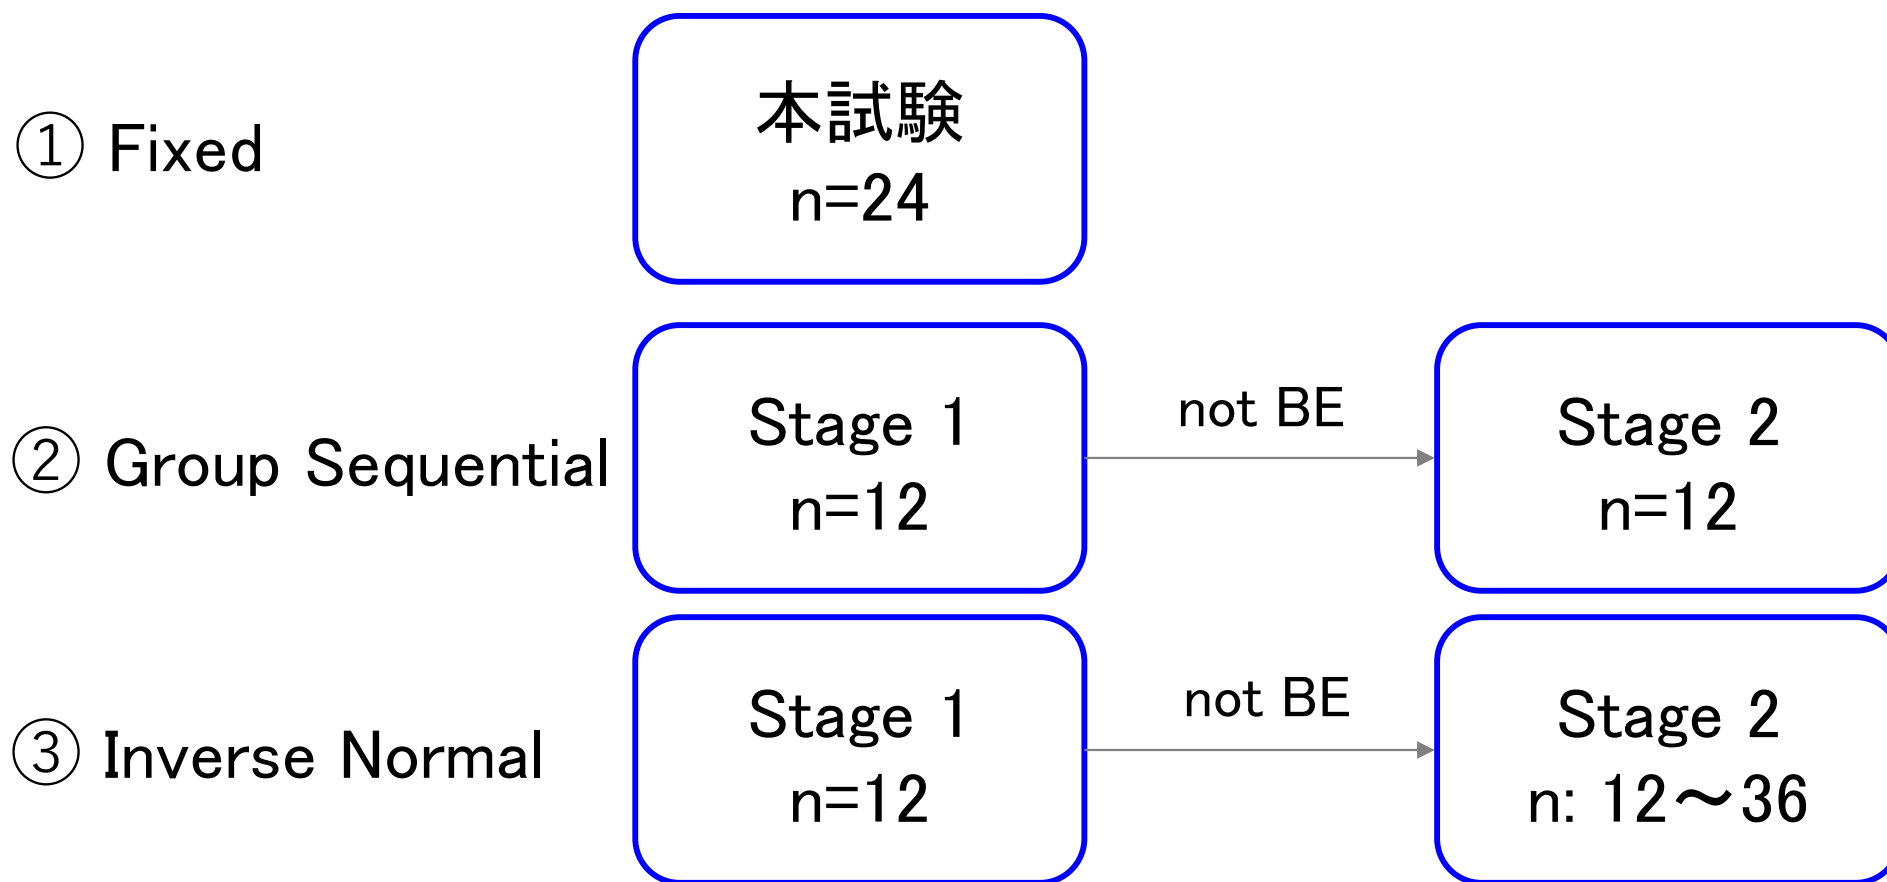 ① Fixed
本試験
n=24
② Group Sequential
Stage 1
n=12
not BE
Stage 2
n=12
③ Inverse Normal
Stage 1
n=12
not BE
Stage 2
n: 12～36